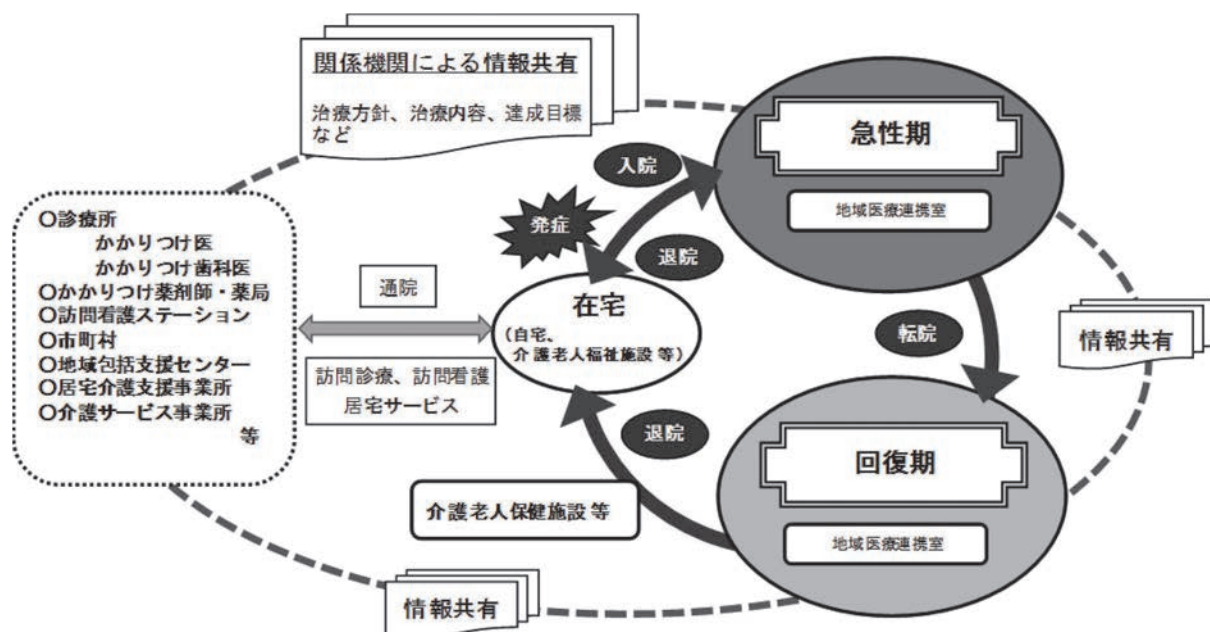 関係機関による情報共有
治療方針、治療内容、達成目標
など
急性期
地域医療連携室
入院
発症
退院
〇診療所
かかりつけ医
かかりつけ歯科医
〇かかりつけ薬剤師・薬局
〇訪問看護ステーション
〇市町村
〇地域包括支援センター
〇居宅介護支援事業所
〇介護サービス事業所
等
通院
訪問診療、訪問看護
居宅サービス
在宅
（自宅、
介護老人福祉施設等）
転院
情報共有
退院
回復期
地域医療連携室
介護老人保健施設等
情報共有